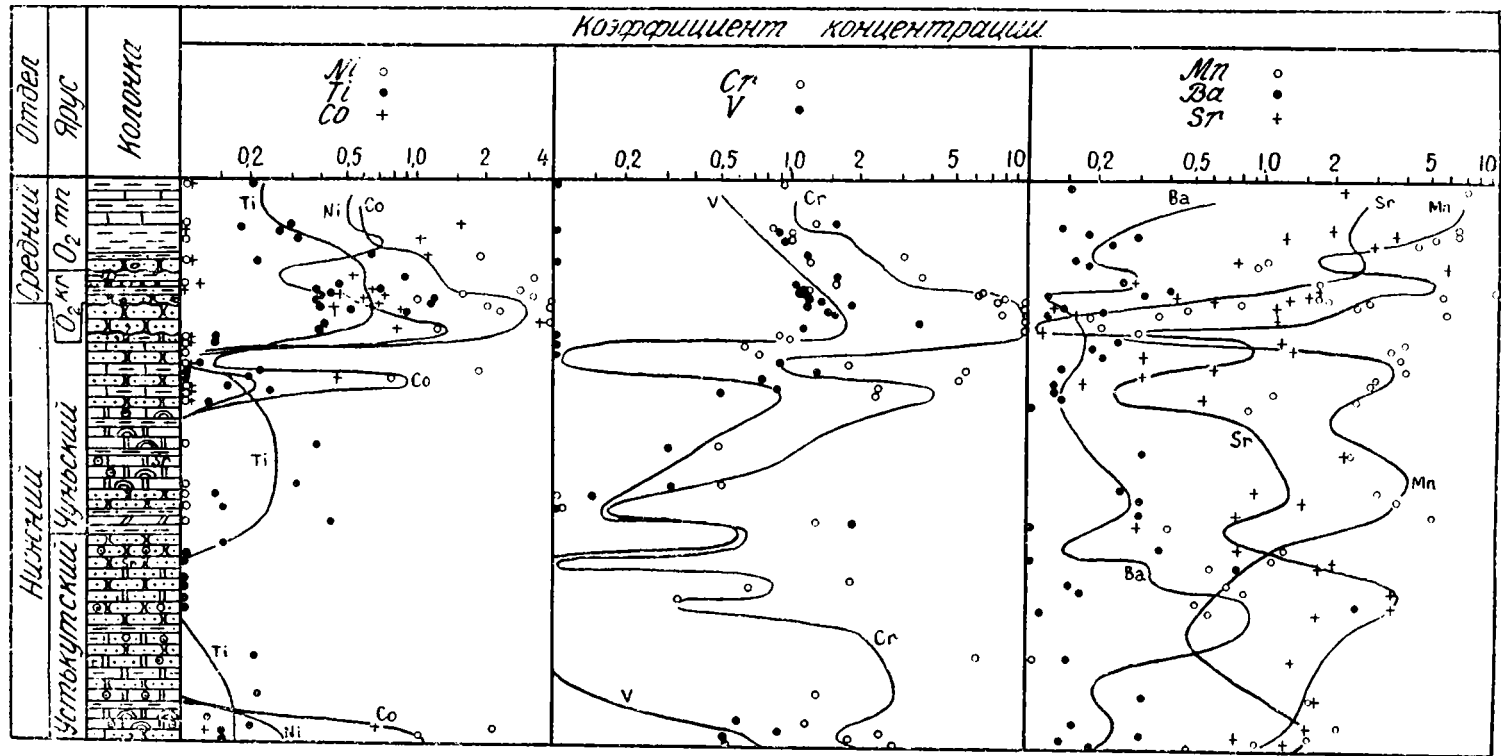 Коэффициент концентрации
Отдел
Ярус
Колонка
Ni ○
Ti ●
Co +
0,2 0,5 1,0 2 4
Cr ○
V ●
0,2 0,5 1,0 2 5 10
Mn ○
Ba ●
Sr +
0,2 0,5 1,0 2 5 10
Средний
Нижний
O₂ mn
O₂ кг
Чуньский
Устькутский
Ti
Ni
Co
Co
Ti
Ti
Co
Ni
V
Cr
Cr
V
Ba
Sr
Mn
Sr
Mn
Ba